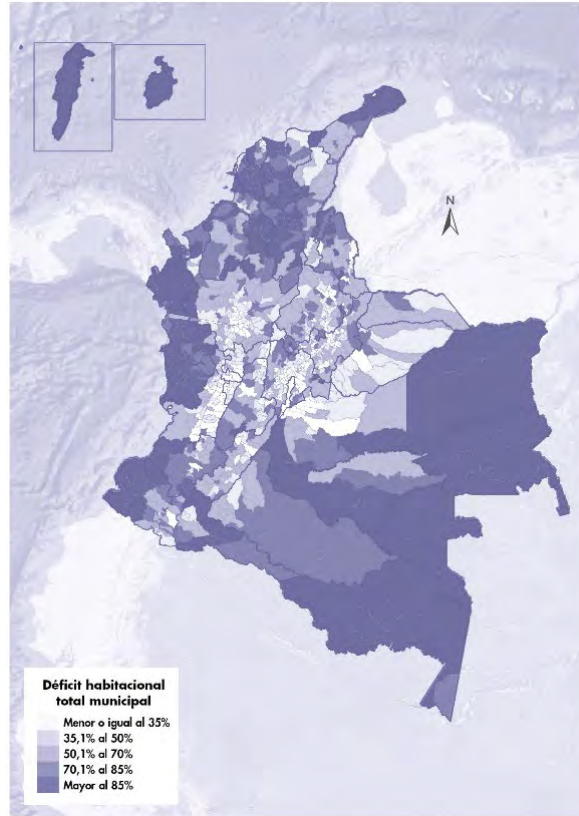 N
Déficit habitacional
total municipal
Menor o igual al 35%
35,1% al 50%
50,1% al 70%
70,1% al 85%
Mayor al 85%